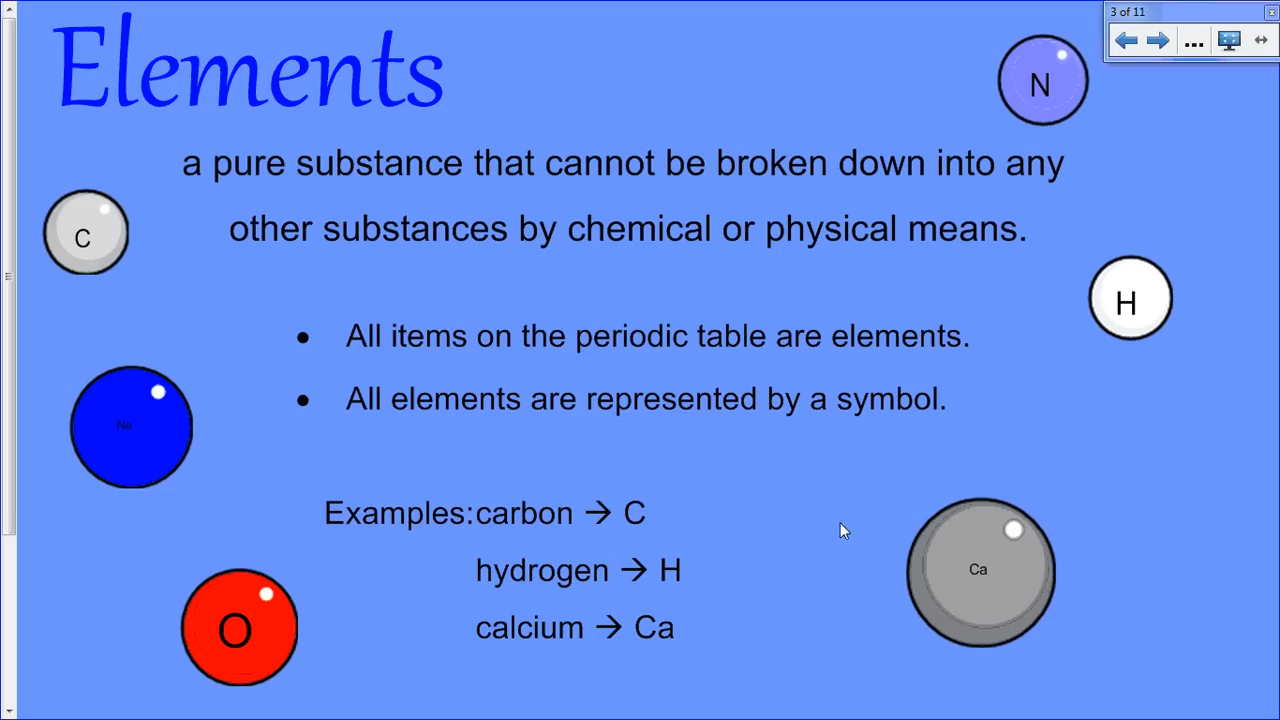 3 of 11
Elements
N
a pure substance that cannot be broken down into any
C
other substances by chemical or physical means.
H
• All items on the periodic table are elements.
• All elements are represented by a symbol.
Na
Examples: carbon → C
hydrogen → H
Ca
calcium → Ca
O